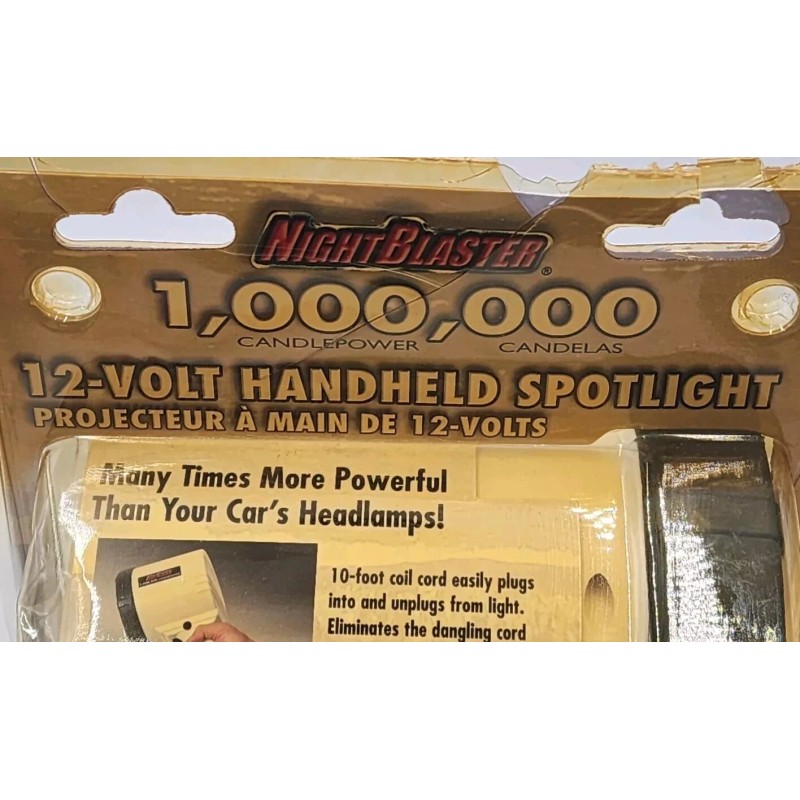 NIGHTBLASTER®
1,000,000
CANDLEPOWER CANDELAS
12-VOLT HANDHELD SPOTLIGHT
PROJECTEUR À MAIN DE 12-VOLTS
Many Times More Powerful
Than Your Car's Headlamps!
10-foot coil cord easily plugs
into and unplugs from light.
Eliminates the dangling cord